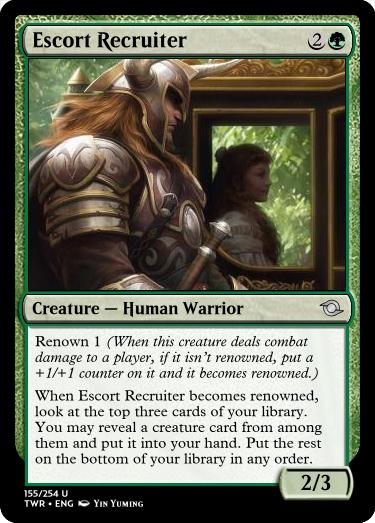 Escort Recruiter 2
Creature — Human Warrior
Renown 1 (When this creature deals combat
damage to a player, if it isn't renowned, put a
+1/+1 counter on it and it becomes renowned.)
When Escort Recruiter becomes renowned,
look at the top three cards of your library.
You may reveal a creature card from among
them and put it into your hand. Put the rest
on the bottom of your library in any order.
2/3
155/254 U
TWR • ENG Yin Yuming